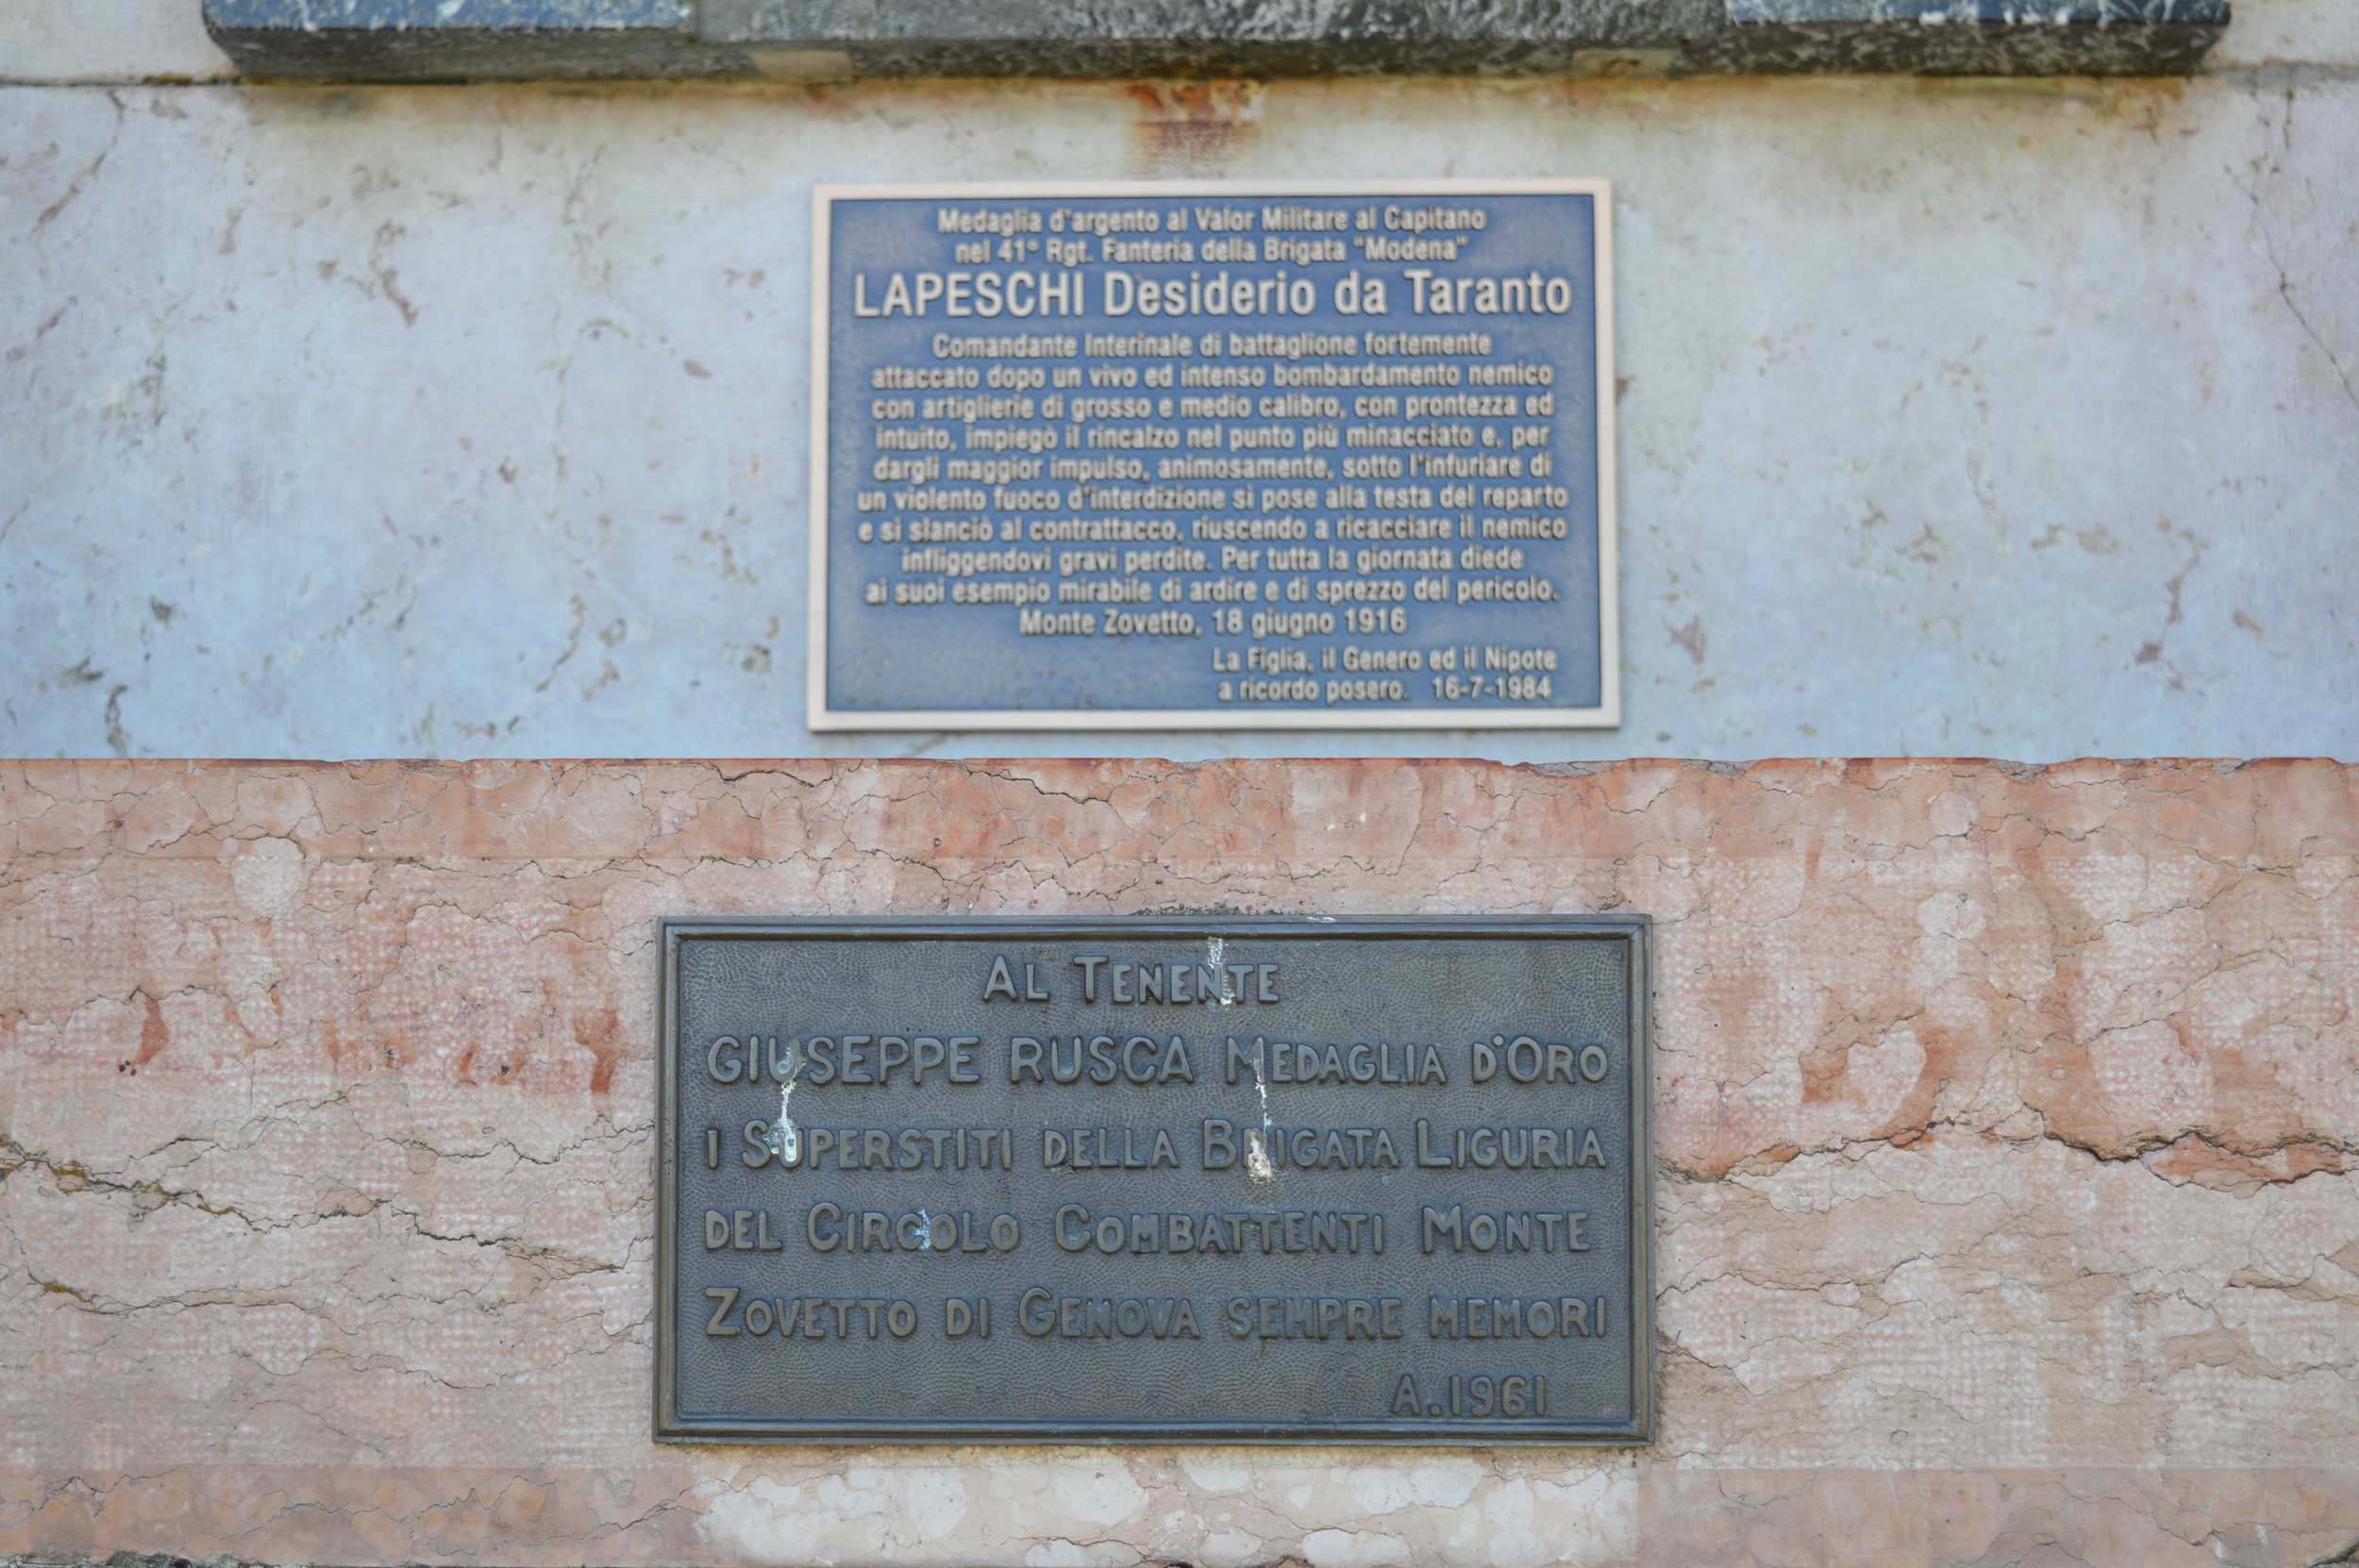 Medaglia d'argento al Valor Militare al Capitano
nel 41° Rgt. Fanteria della Brigata "Modena"
LAPESCHI Desiderio da Taranto
Comandante Interinale di battaglione fortemente
attaccato dopo un vivo ed intenso bombardamento nemico
con artiglierie di grosso e medio calibro, con prontezza ed
intuito, impiegò il rincalzo nel punto più minacciato e, per
dargli maggior impulso, animosamente, sotto l'infuriare di
un violento fuoco d'interdizione si pose alla testa del reparto
e si slanciò al contrattacco, riuscendo a ricacciare il nemico
infliggendovi gravi perdite. Per tutta la giornata diede
ai suoi esempio mirabile di ardire e di sprezzo del pericolo.
Monte Zovetto, 18 giugno 1916
La Figlia, il Genero ed il Nipote
a ricordo posero. 16-7-1984
AL TENENTE
GIUSEPPE RUSCA MEDAGLIA D'ORO
I SUPERSTITI DELLA BRIGATA LIGURIA
DEL CIRCOLO COMBATTENTI MONTE
ZOVETTO DI GENOVA SEMPRE MEMORI
A.1961